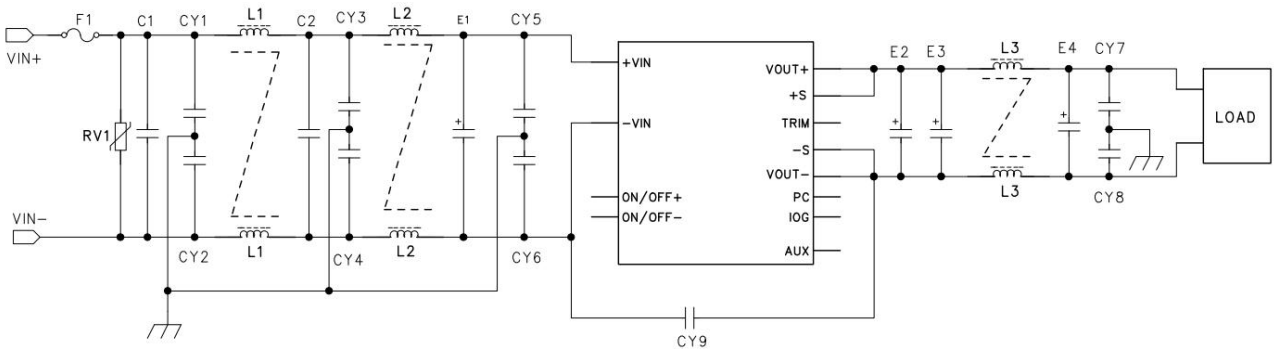 F1
C1
CY1
L1
C2
CY3
L2
E1
CY5
VIN+
RV1
VIN-
CY2
L1
CY4
L2
CY6
+VIN
-VIN
ON/OFF+
ON/OFF-
VOUT+
+S
TRIM
-S
VOUT-
PC
IOG
AUX
CY9
E2
E3
L3
E4
CY7
L3
CY8
LOAD